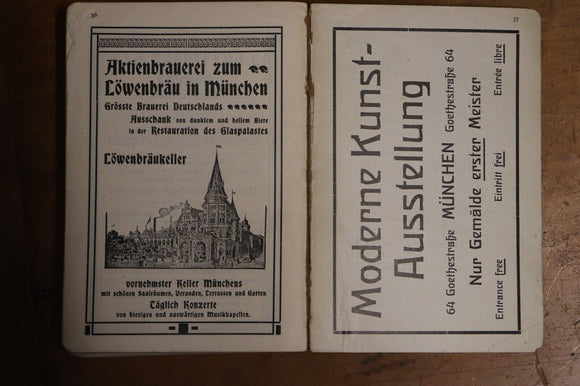 36
Aktienbrauerei zum
Löwenbräu in München
Grösste Brauerei Deutschlands
Ausschank von dunklem und hellem Biere
in der Restauration des Glaspalastes
Löwenbräukeller
vornehmster Keller Münchens
mit schönen Saalräumen, Veranden, Terrassen und Garten
Täglich Konzerte
von hiesigen und auswärtigen Musikkapellen.
37
Moderne Kunst-
Ausstellung
64 Goethestraße MÜNCHEN Goethestraße 64
Nur Gemälde erster Meister
Entrance free Eintritt frei Entrée libre